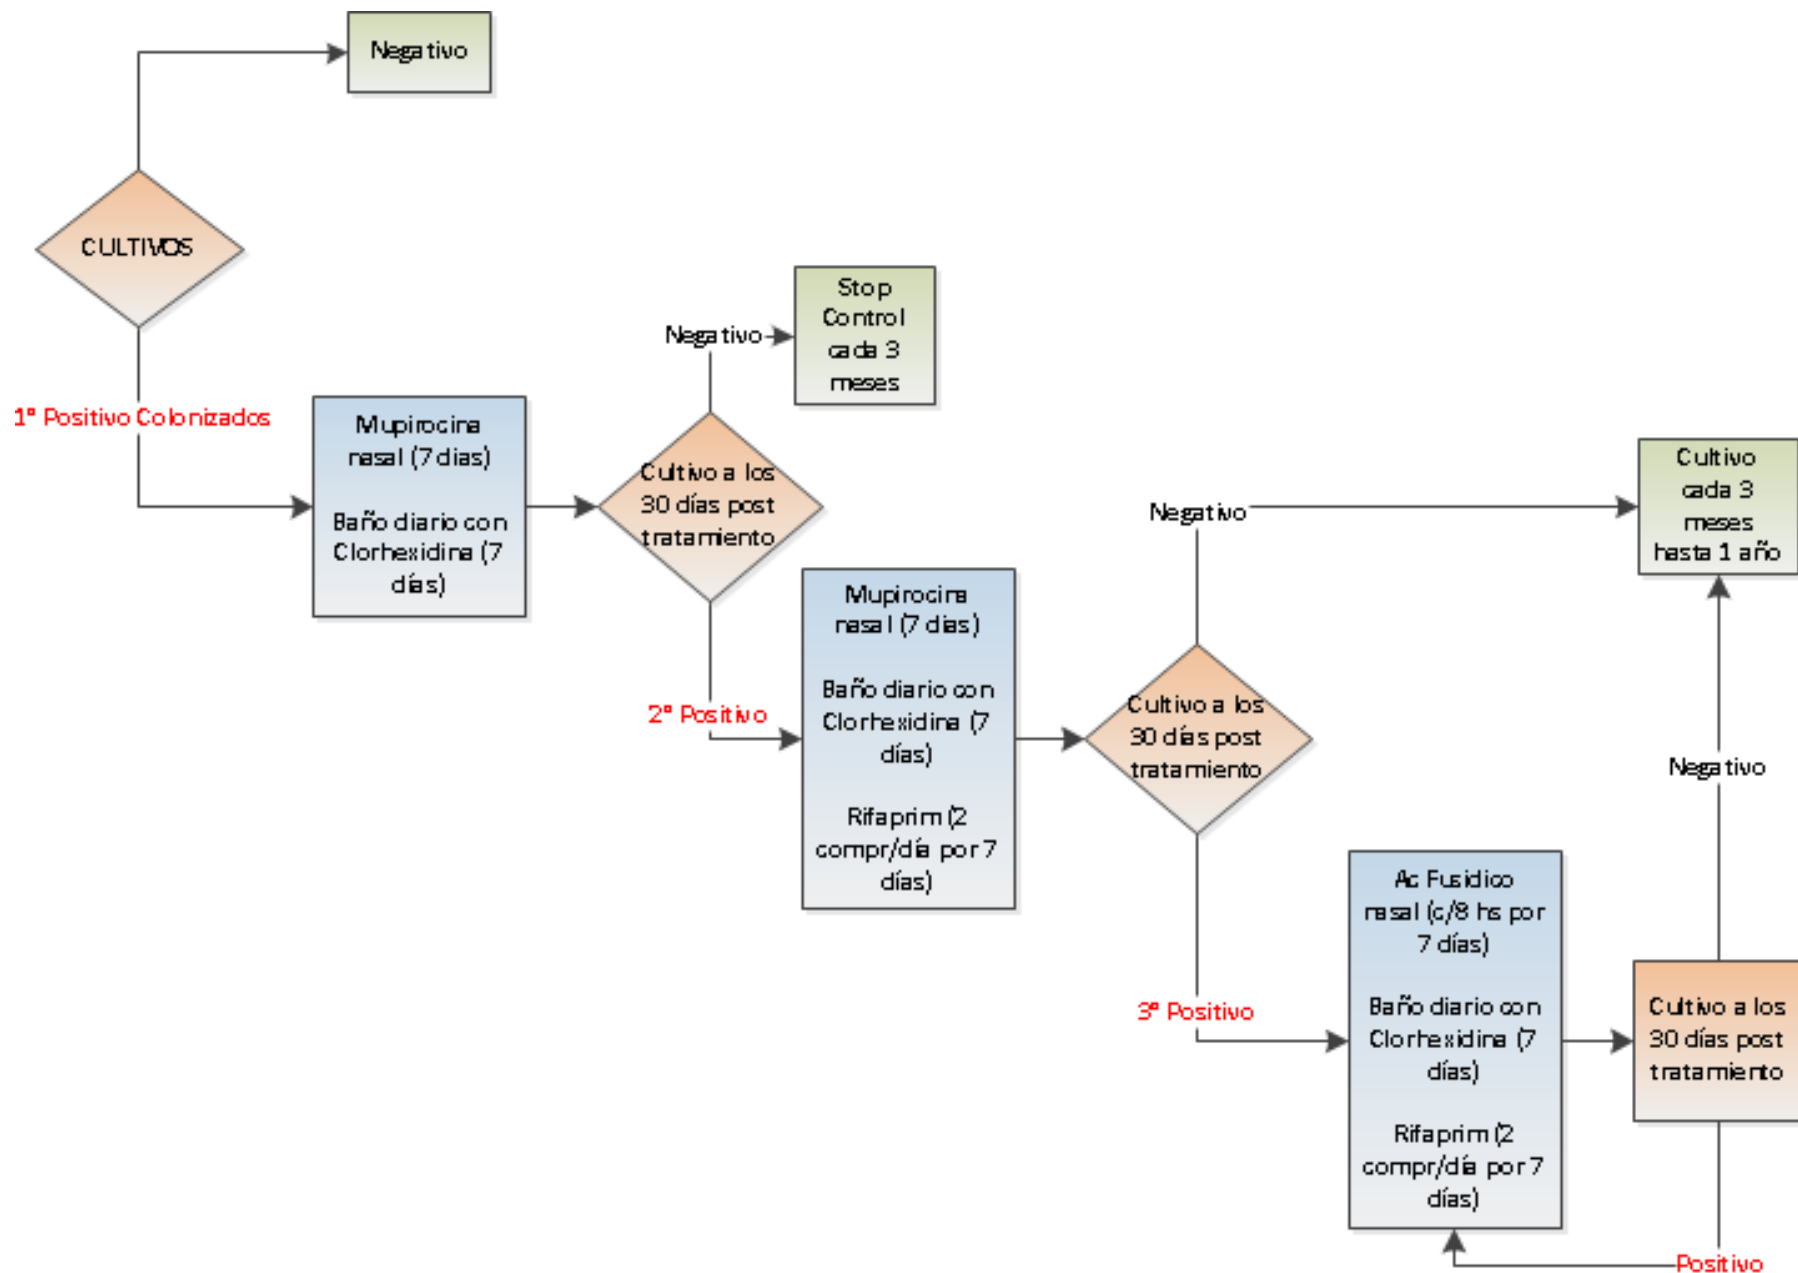 Negativo
CULTIVOS
1° Positivo Colonizados
Mupirocina
nasal (7 dias)
Baño diario con
Clorhexidina (7
días)
Negativo
Stop
Control
cada 3
meses
Cultivo a los
30 días post
tratamiento
2° Positivo
Mupirocina
nasal (7 dias)
Baño diario con
Clorhexidina (7
días)
Rifaprim (2
compr/día por 7
días)
Negativo
Cultivo
cada 3
meses
hasta 1 año
Cultivo a los
30 días post
tratamiento
Negativo
3° Positivo
Ac Fusidico
nasal (c/8 hs por
7 días)
Baño diario con
Clorhexidina (7
días)
Rifaprim (2
compr/día por 7
días)
Cultivo a los
30 días post
tratamiento
Positivo